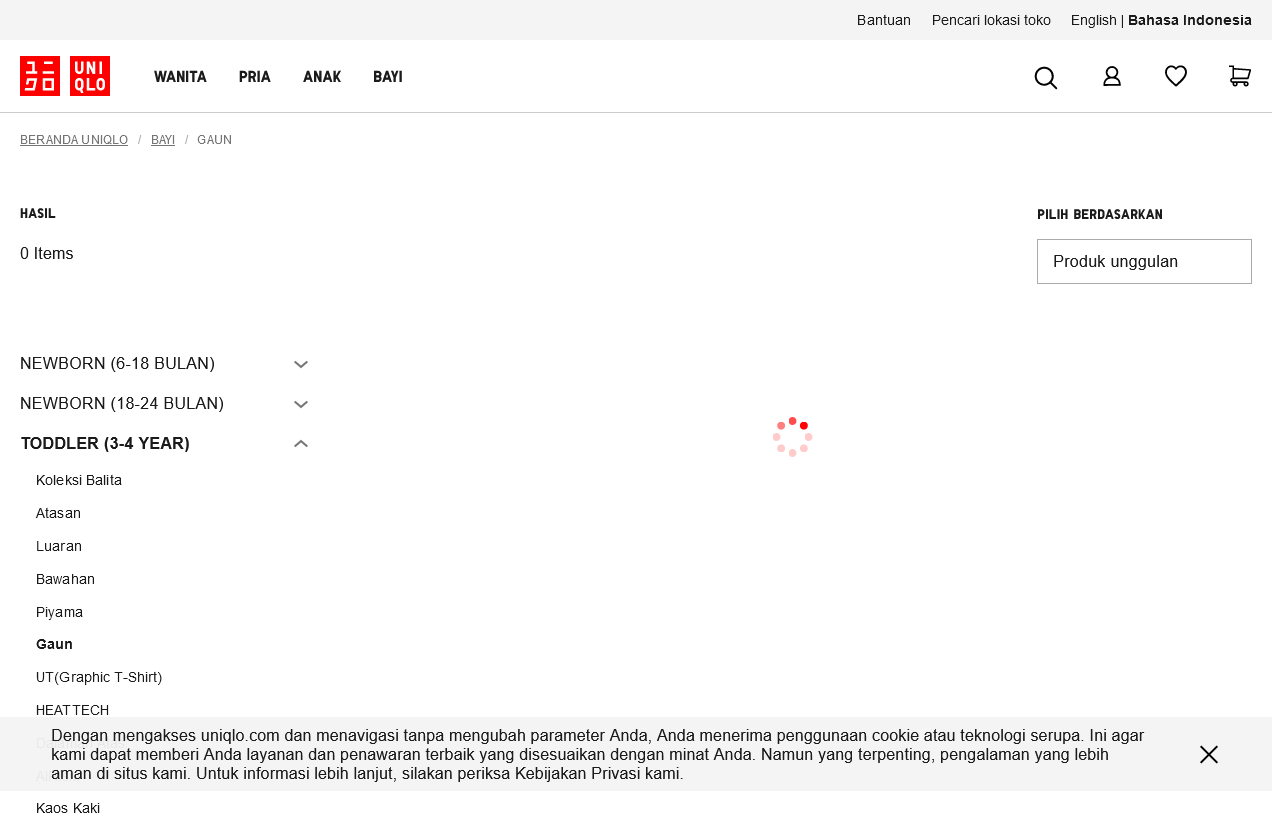 Bantuan Pencari lokasi toko English | Bahasa Indonesia
ユニクロ UNIQLO WANITA PRIA ANAK BAYI
BERANDA UNIQLO / BAYI / GAUN
HASIL
0 Items
PILIH BERDASARKAN
Produk unggulan
NEWBORN (6-18 BULAN)
NEWBORN (18-24 BULAN)
TODDLER (3-4 YEAR)
Koleksi Balita
Atasan
Luaran
Bawahan
Piyama
Gaun
UT(Graphic T-Shirt)
HEATTECH
Dengan mengakses uniqlo.com dan menavigasi tanpa mengubah parameter Anda, Anda menerima penggunaan cookie atau teknologi serupa. Ini agar
kami dapat memberi Anda layanan dan penawaran terbaik yang disesuaikan dengan minat Anda. Namun yang terpenting, pengalaman yang lebih
aman di situs kami. Untuk informasi lebih lanjut, silakan periksa Kebijakan Privasi kami.
Kaos Kaki